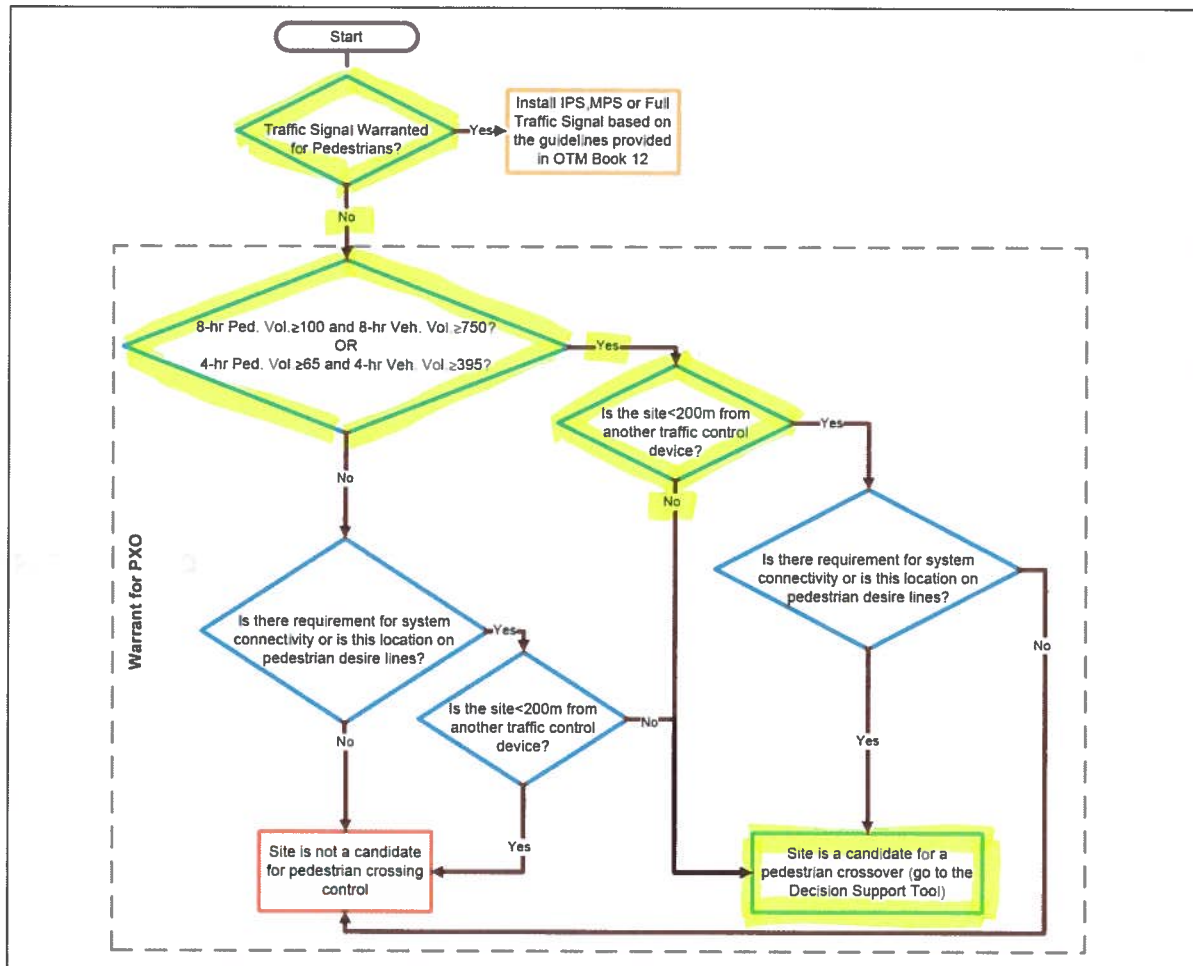 Start
Traffic Signal Warranted
for Pedestrians?
Yes
Install IPS,MPS or Full
Traffic Signal based on
the guidelines provided
in OTM Book 12
No
8-hr Ped. Vol.≥100 and 8-hr Veh. Vol.≥750?
OR
4-hr Ped. Vol.≥65 and 4-hr Veh. Vol.≥395?
Yes
Is the site<200m from
another traffic control
device?
Yes
No
No
Is there requirement for system
connectivity or is this location on
pedestrian desire lines?
Warrant for PXO
Is there requirement for system
connectivity or is this location on
pedestrian desire lines?
Yes
No
Is the site<200m from
another traffic control
device?
No
No
Yes
Yes
Site is not a candidate
for pedestrian crossing
control
Site is a candidate for a
pedestrian crossover (go to the
Decision Support Tool)